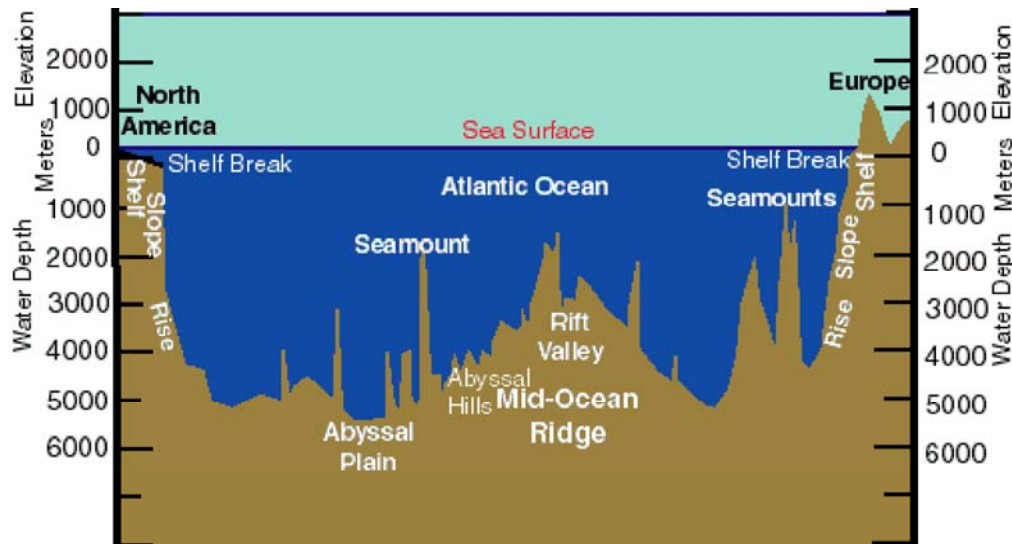 Elevation
2000
1000
0
Meters
1000
2000
3000
4000
5000
6000
Water Depth
North
America
Shelf
Slope
Rise
Shelf Break
Sea Surface
Atlantic Ocean
Seamount
Abyssal
Plain
Abyssal
Hills
Mid-Ocean
Ridge
Rift
Valley
Seamounts
Shelf Break
Europe
Rise
Slope
Shelf
2000
1000
0
1000
2000
3000
4000
5000
6000
Elevation
Meters
Water Depth